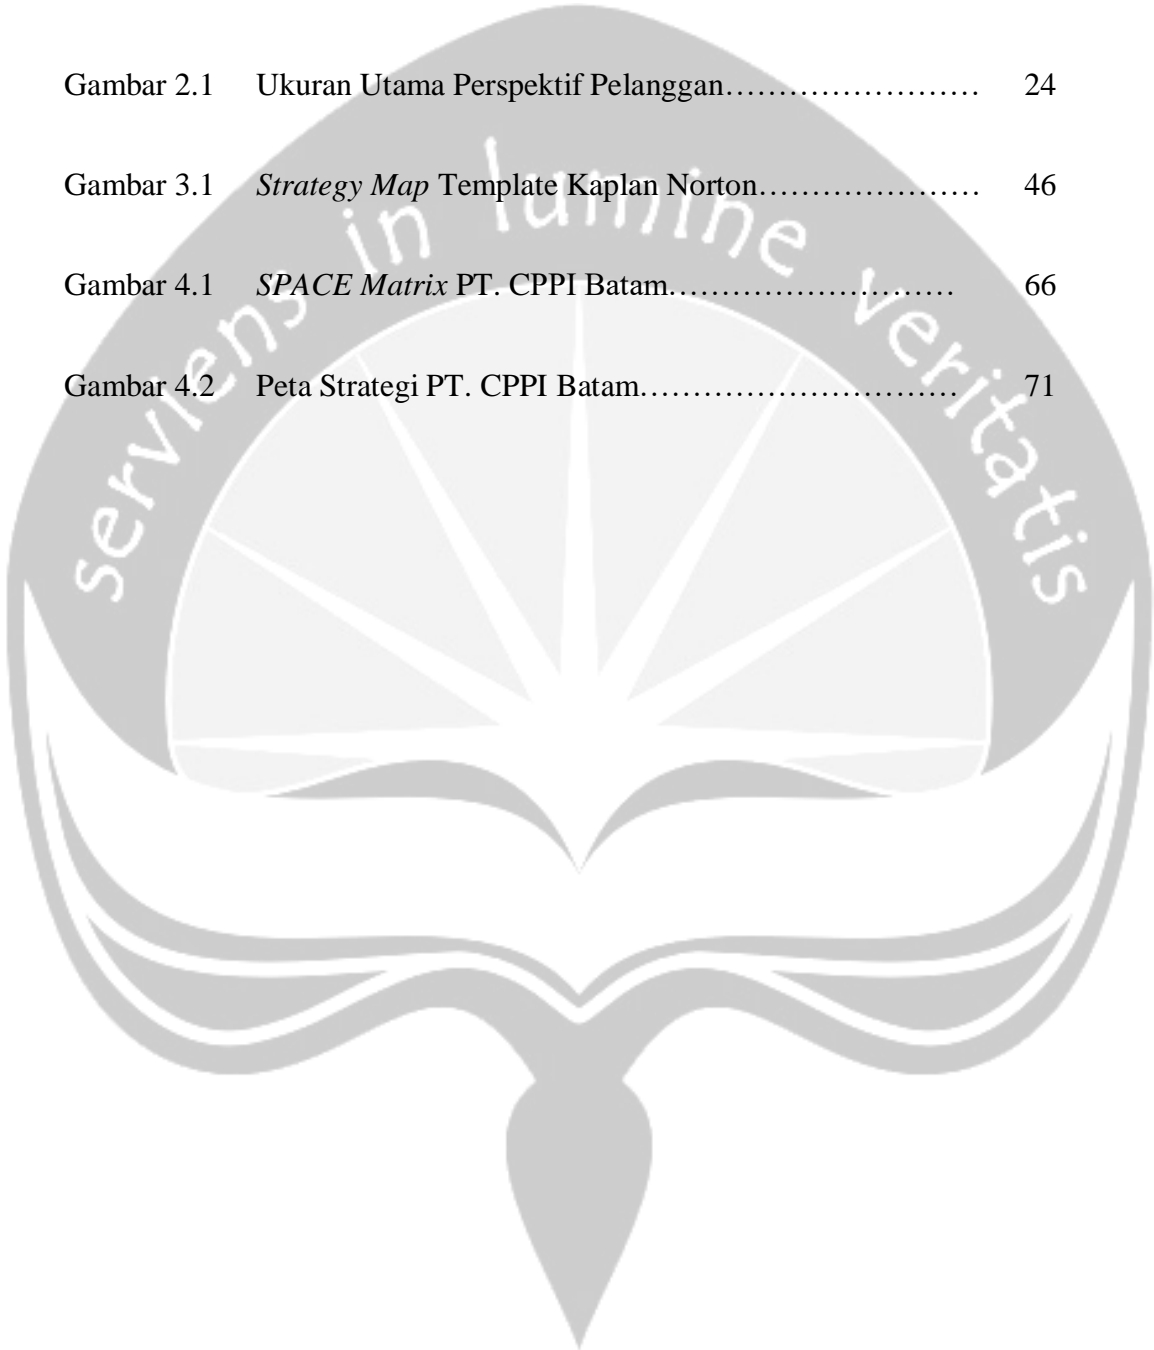 Gambar 2.1 Ukuran Utama Perspektif Pelanggan…………………… 24
Gambar 3.1 Strategy Map Template Kaplan Norton………………… 46
Gambar 4.1 SPACE Matrix PT. CPPI Batam……………………… 66
Gambar 4.2 Peta Strategi PT. CPPI Batam………………………… 71
serviens in lumine veritatis